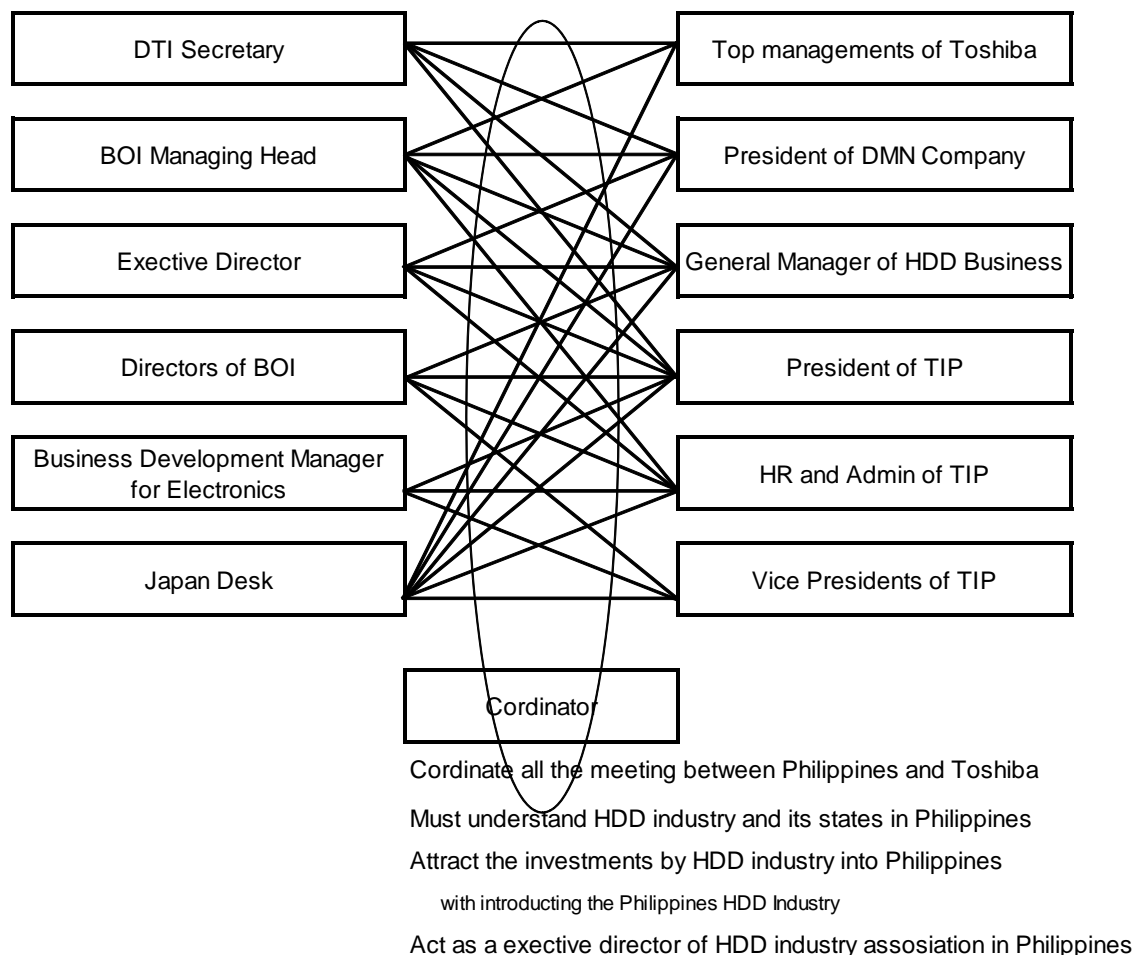 DTI Secretary
Top managements of Toshiba
BOI Managing Head
President of DMN Company
Exective Director
General Manager of HDD Business
Directors of BOI
President of TIP
Business Development Manager
for Electronics
HR and Admin of TIP
Japan Desk
Vice Presidents of TIP
Cordinator
Cordinate all the meeting between Philippines and Toshiba
Must understand HDD industry and its states in Philippines
Attract the investments by HDD industry into Philippines
with introducting the Philippines HDD Industry
Act as a exective director of HDD industry assosiation in Philippines